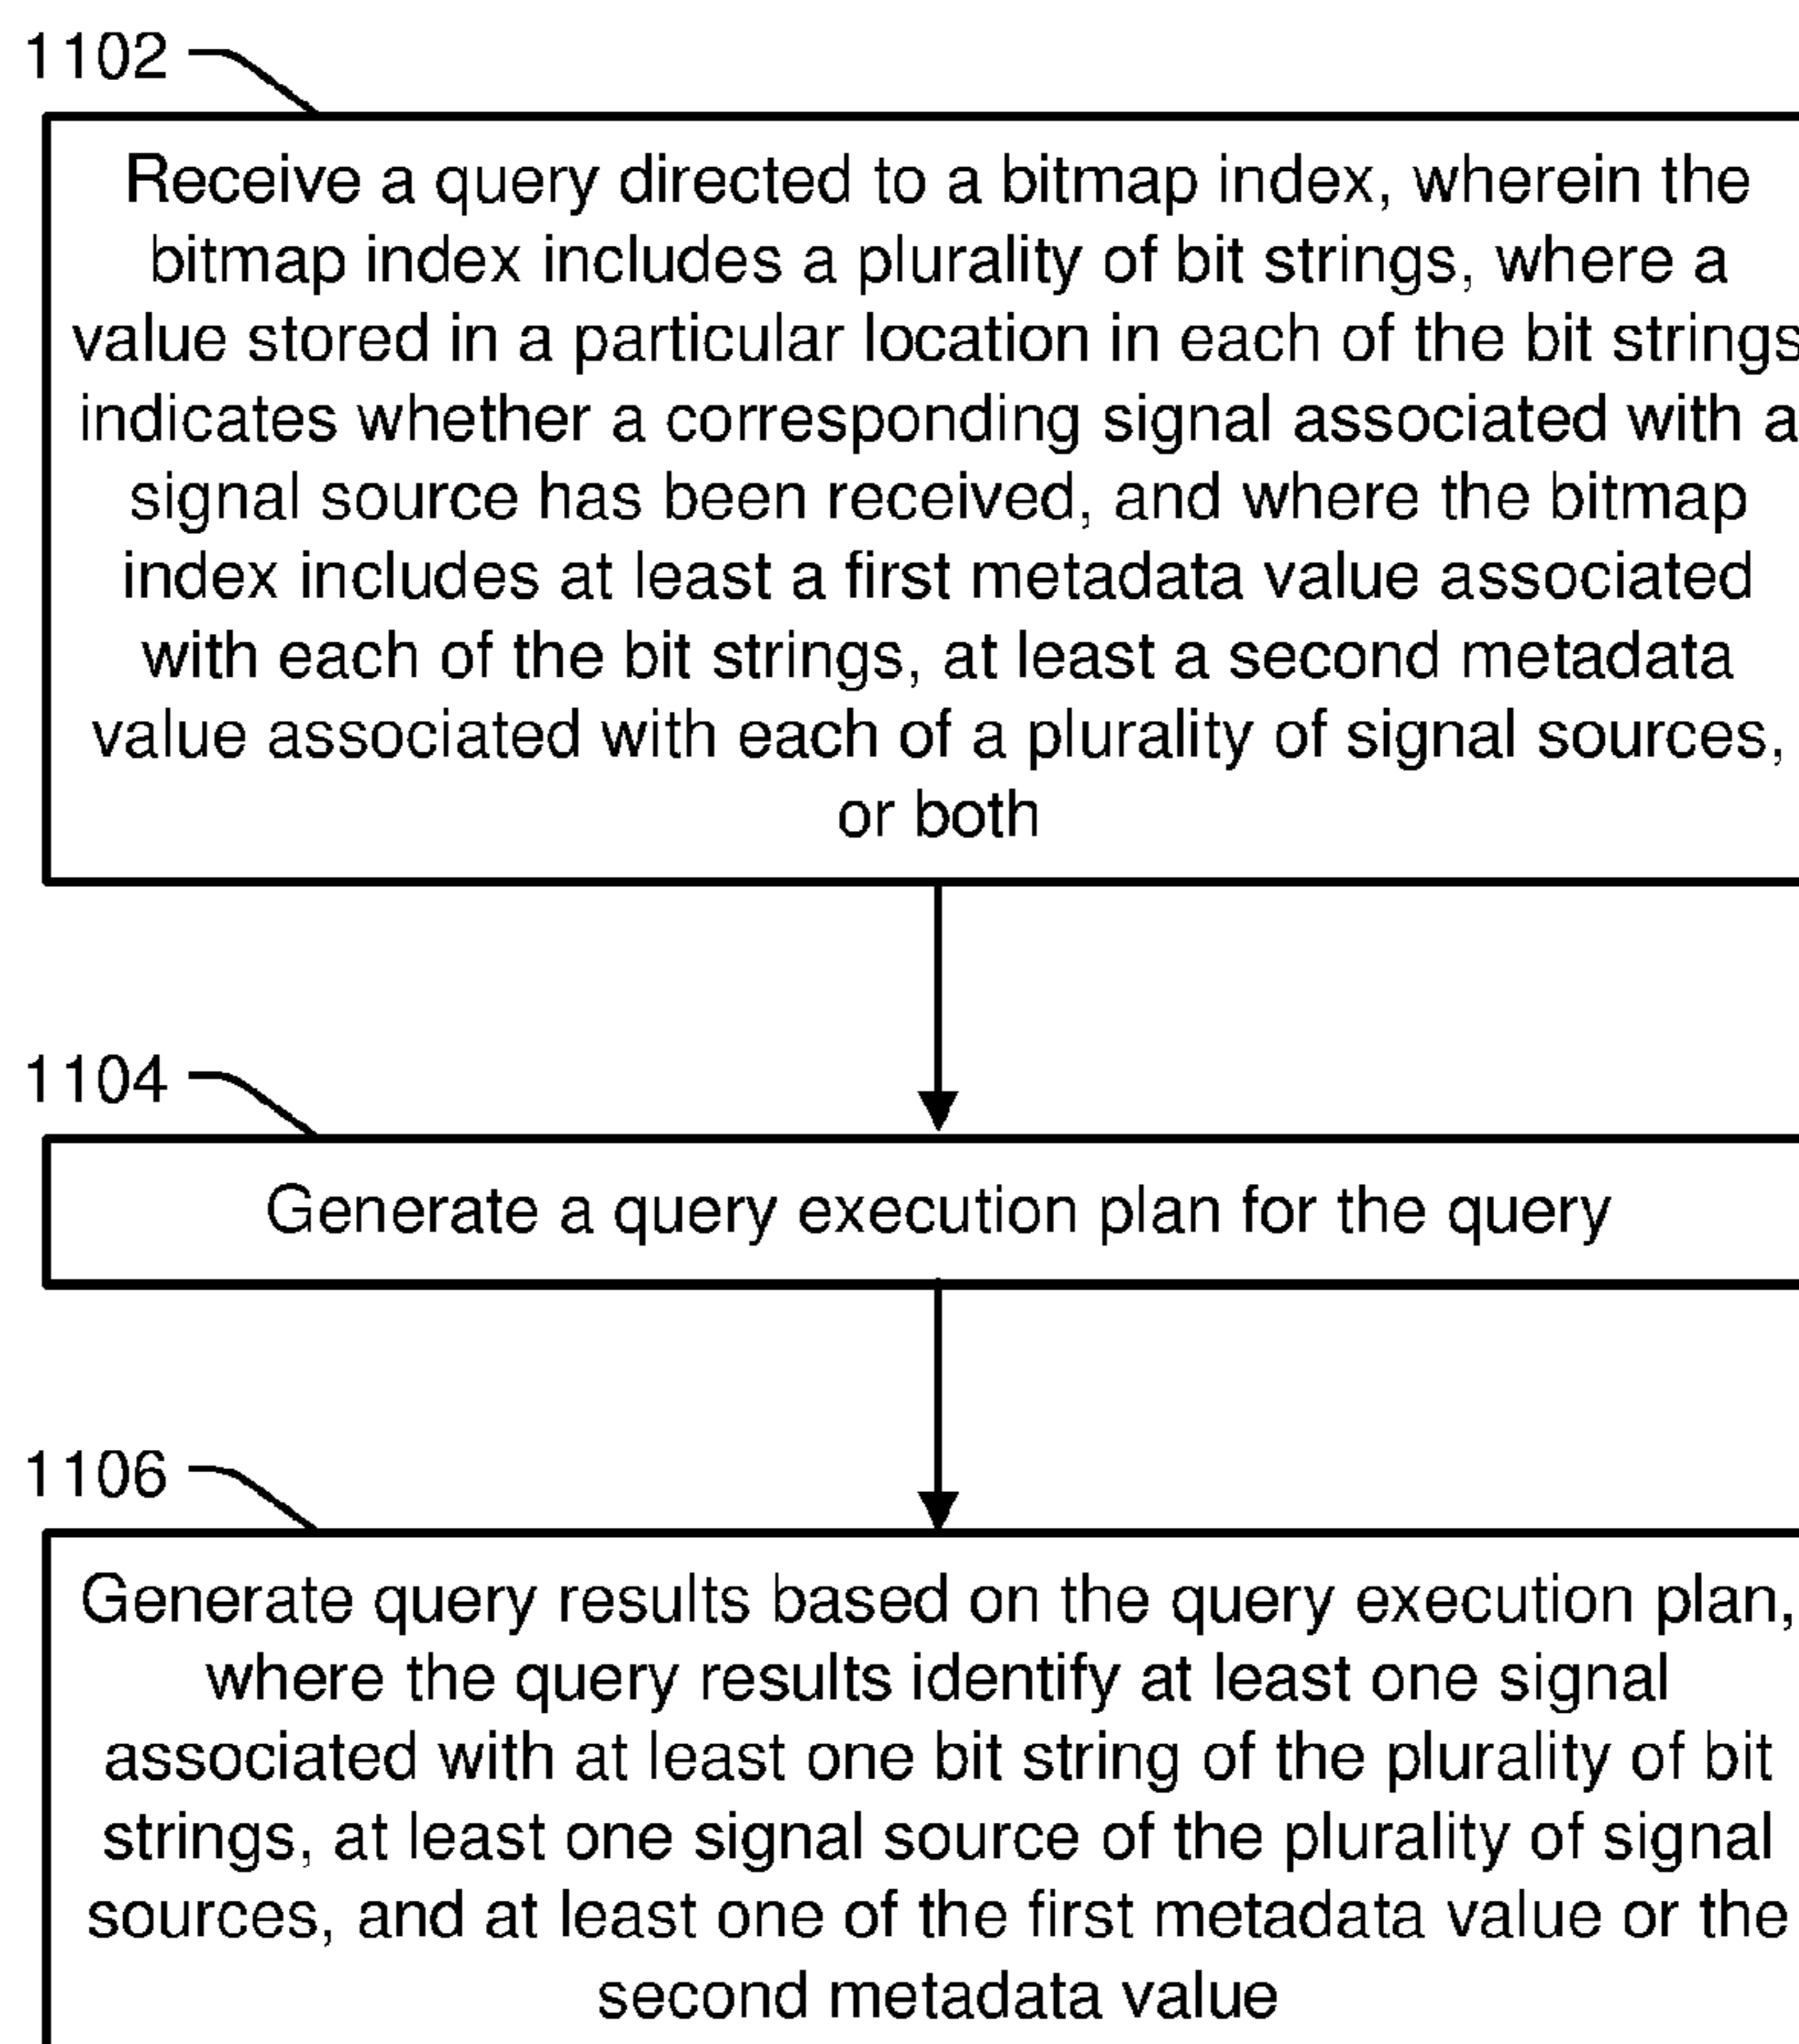 1102
Receive a query directed to a bitmap index, wherein the
bitmap index includes a plurality of bit strings, where a
value stored in a particular location in each of the bit strings
indicates whether a corresponding signal associated with a
signal source has been received, and where the bitmap
index includes at least a first metadata value associated
with each of the bit strings, at least a second metadata
value associated with each of a plurality of signal sources,
or both
1104
Generate a query execution plan for the query
1106
Generate query results based on the query execution plan,
where the query results identify at least one signal
associated with at least one bit string of the plurality of bit
strings, at least one signal source of the plurality of signal
sources, and at least one of the first metadata value or the
second metadata value